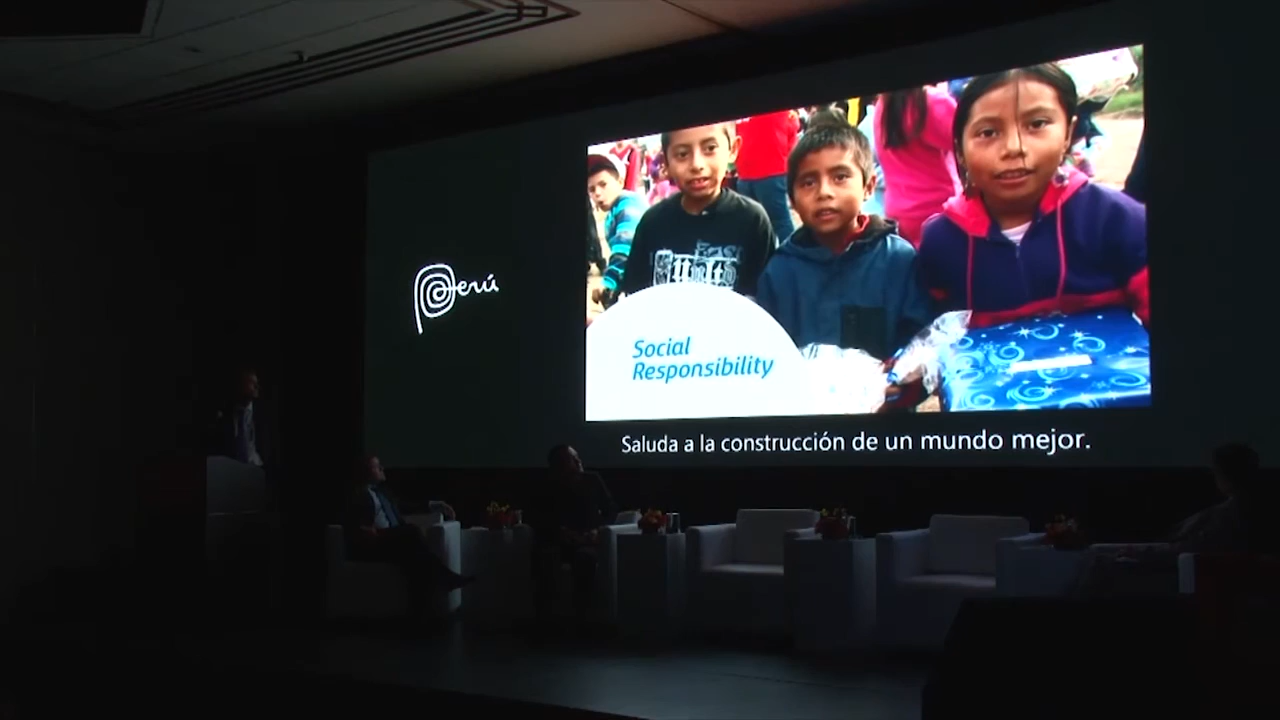 Perú
Social
Responsibility
Saluda a la construcción de un mundo mejor.